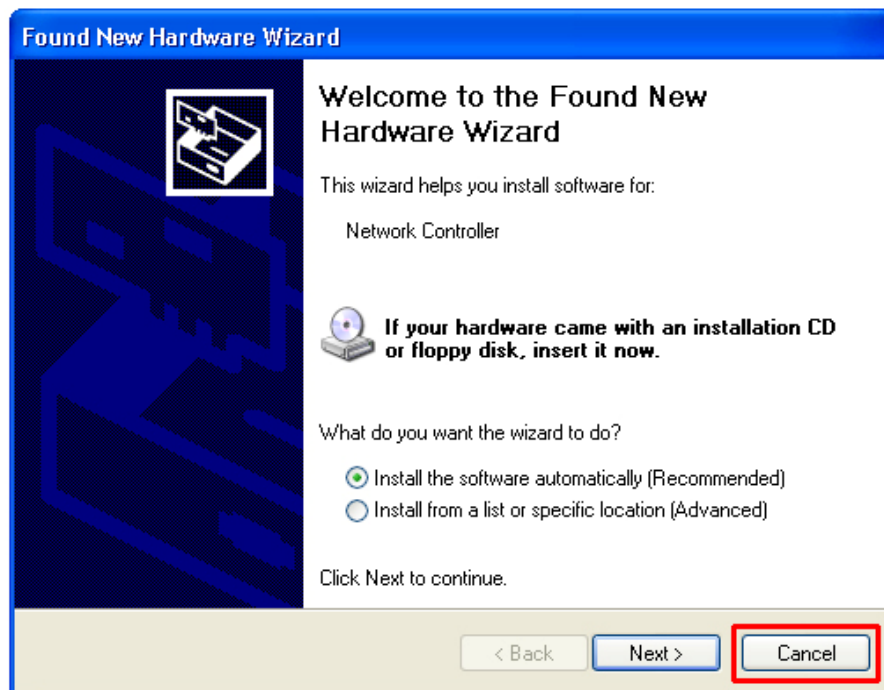 Found New Hardware Wizard
Welcome to the Found New
Hardware Wizard
This wizard helps you install software for:
Network Controller
If your hardware came with an installation CD
or floppy disk, insert it now.
What do you want the wizard to do?
Install the software automatically (Recommended)
Install from a list or specific location (Advanced)
Click Next to continue.
< Back Next > Cancel